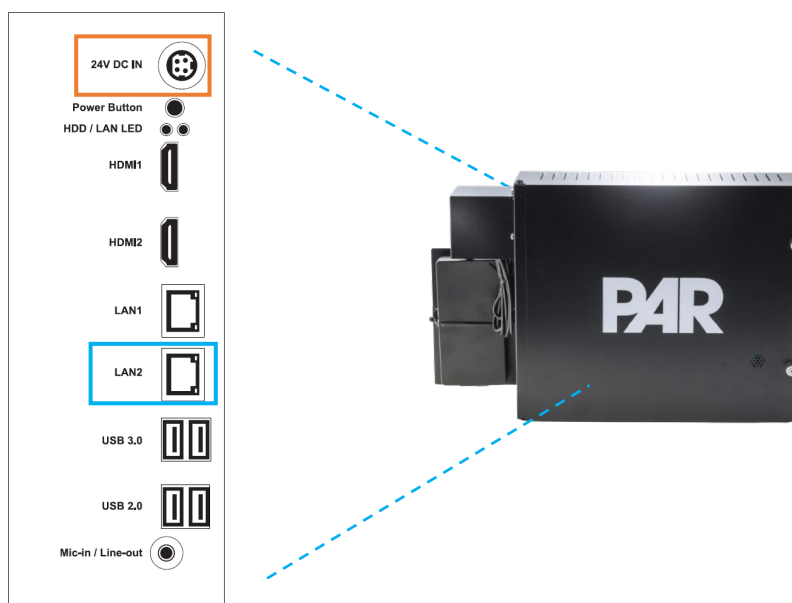 24V DC IN
Power Button
HDD / LAN LED
HDMI1
HDMI2
LAN1
LAN2
USB 3.0
USB 2.0
Mic-in / Line-out
PAR